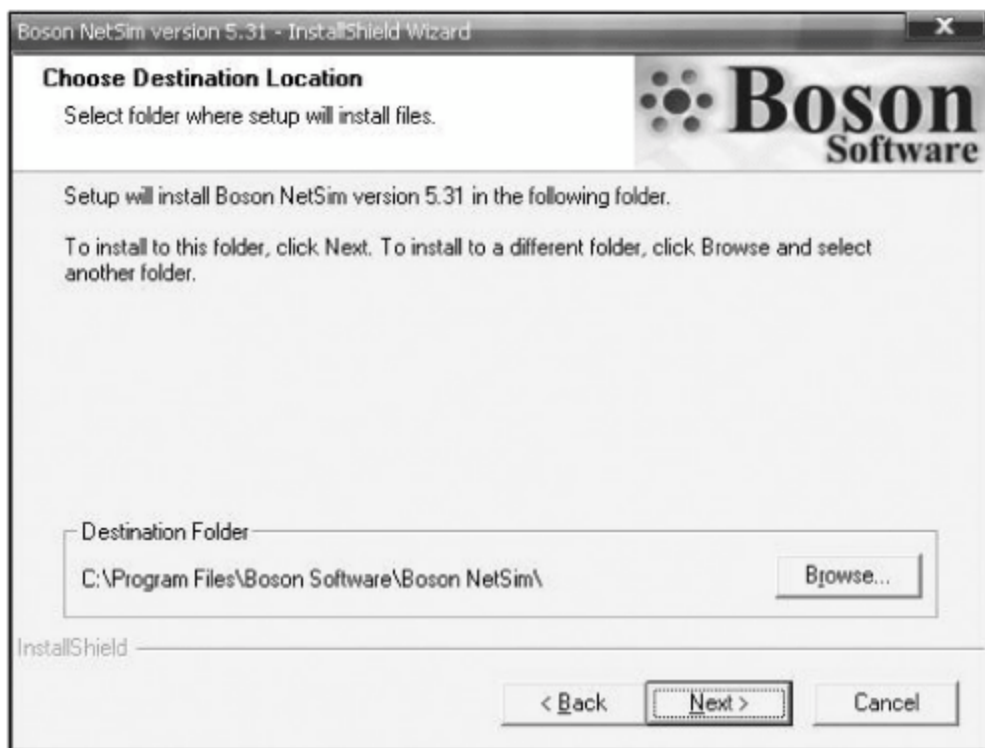 Boson NetSim version 5.31 - InstallShield Wizard
Choose Destination Location
Select folder where setup will install files.
Boson
Software
Setup will install Boson NetSim version 5.31 in the following folder.
To install to this folder, click Next. To install to a different folder, click Browse and select
another folder.
Destination Folder
C:\Program Files\Boson Software\Boson NetSim\
Browse...
InstallShield
< Back
Next >
Cancel